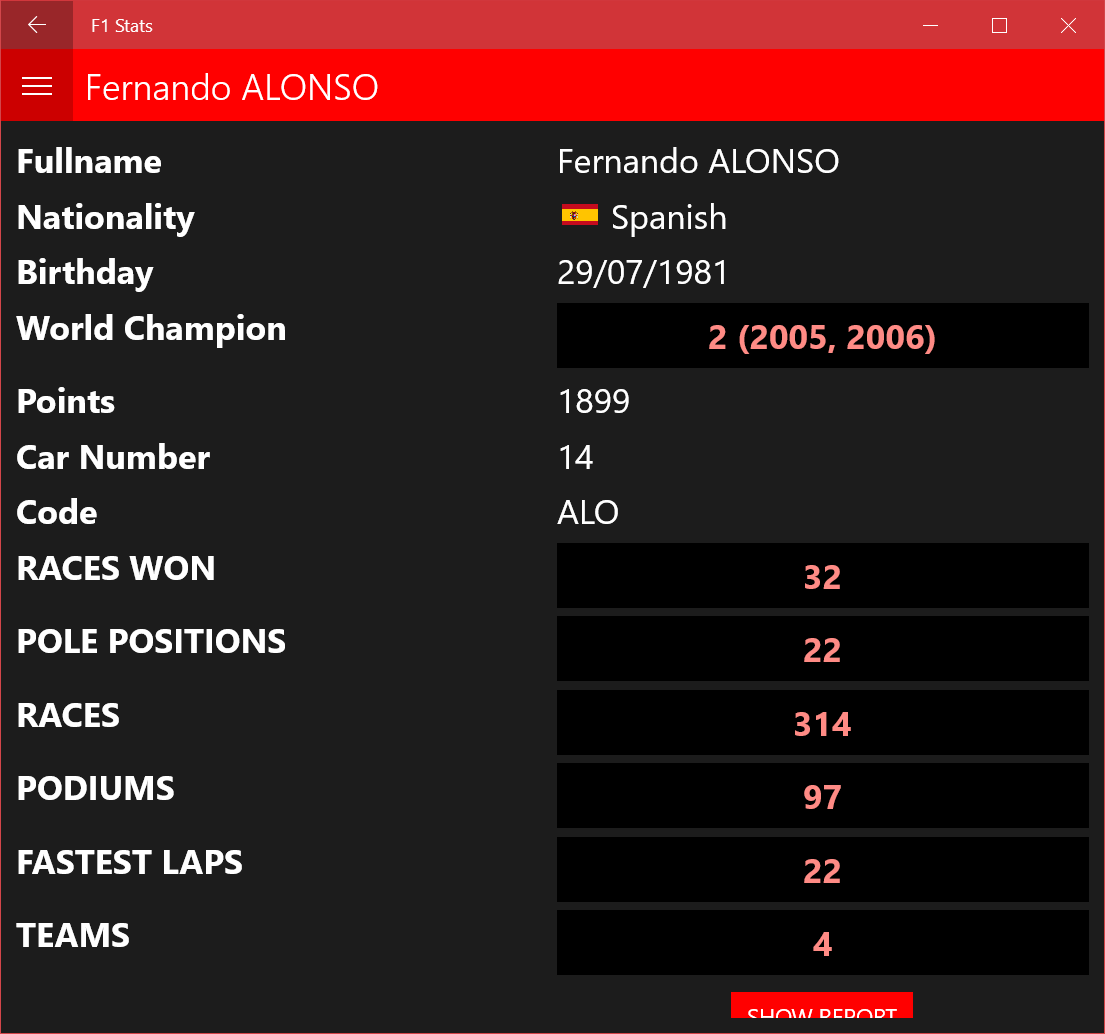 F1 Stats
Fernando ALONSO
Fullname Fernando ALONSO
Nationality Spanish
Birthday 29/07/1981
World Champion 2 (2005, 2006)
Points 1899
Car Number 14
Code ALO
RACES WON 32
POLE POSITIONS 22
RACES 314
PODIUMS 97
FASTEST LAPS 22
TEAMS 4
SHOW REPORT